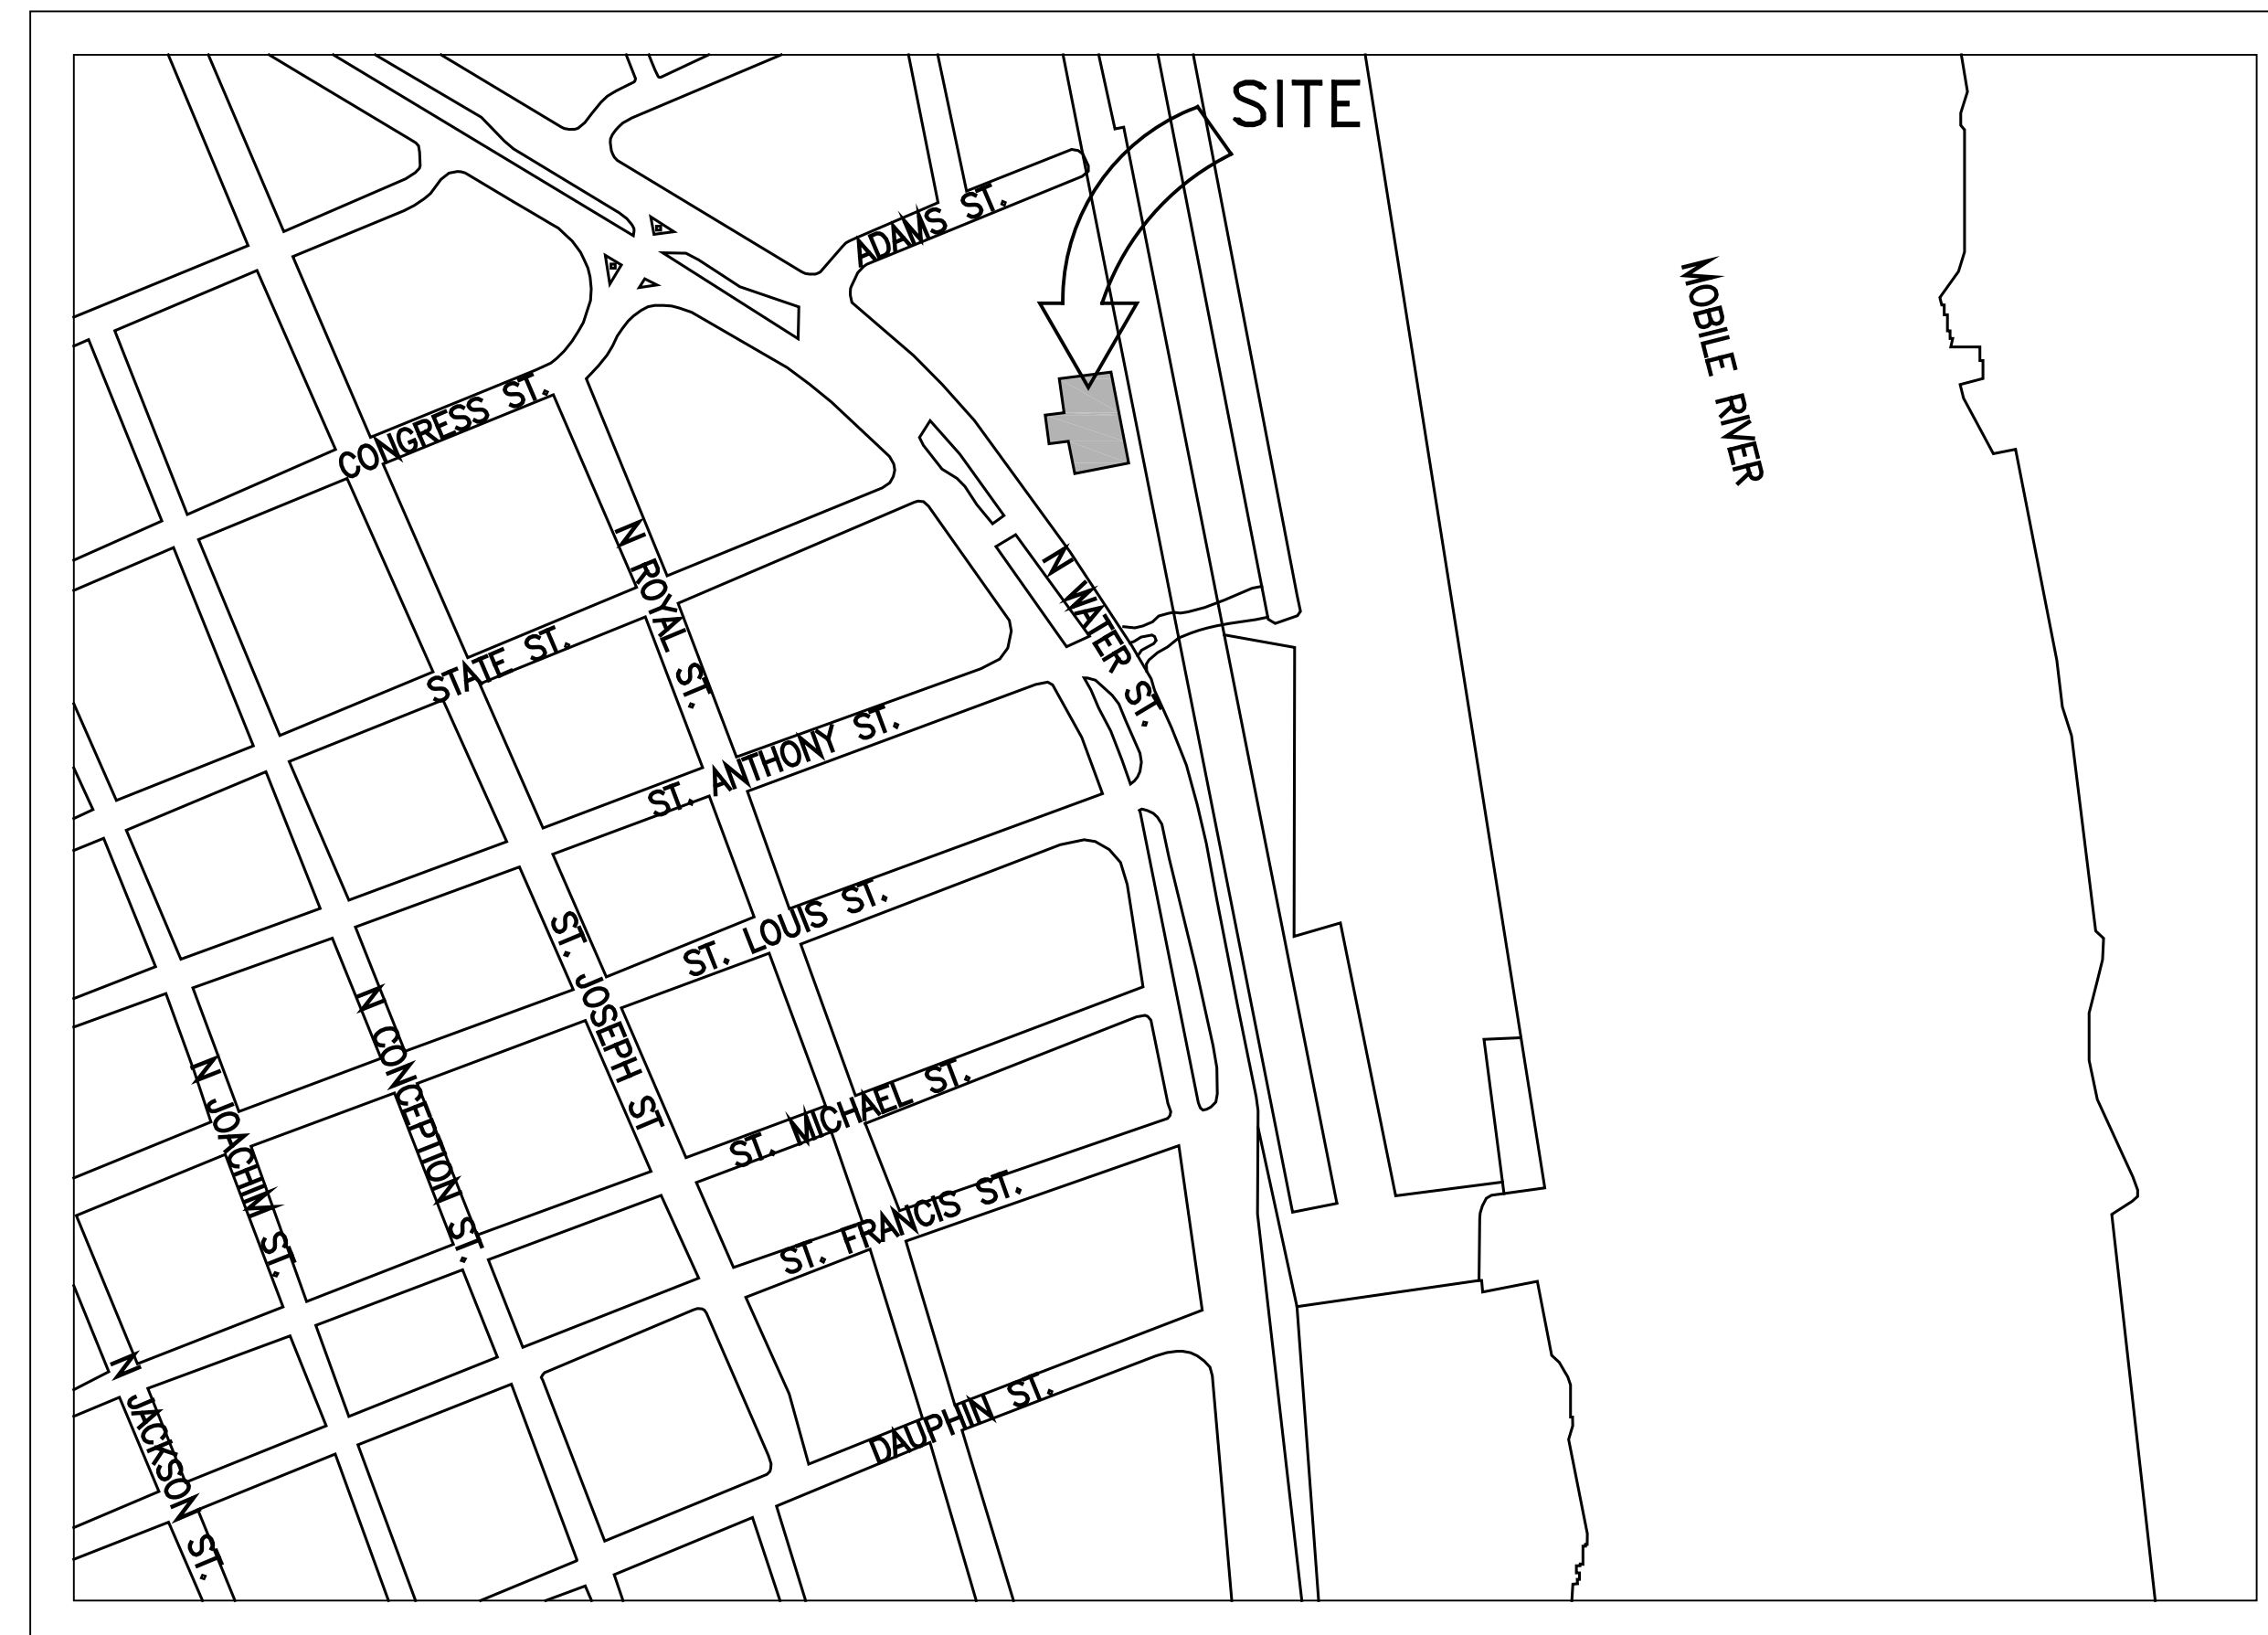 SITE
ADAMS ST.
MOBILE RIVER
CONGRESS ST.
N ROYAL ST.
N WATER ST.
STATE ST.
ST. ANTHONY ST.
ST. LOUIS ST.
ST. JOSEPH ST
N CONCEPTION ST.
N JOACHIM ST.
ST. MICHAEL ST.
ST. FRANCIS ST.
N JACKSON ST.
DAUPHIN ST.